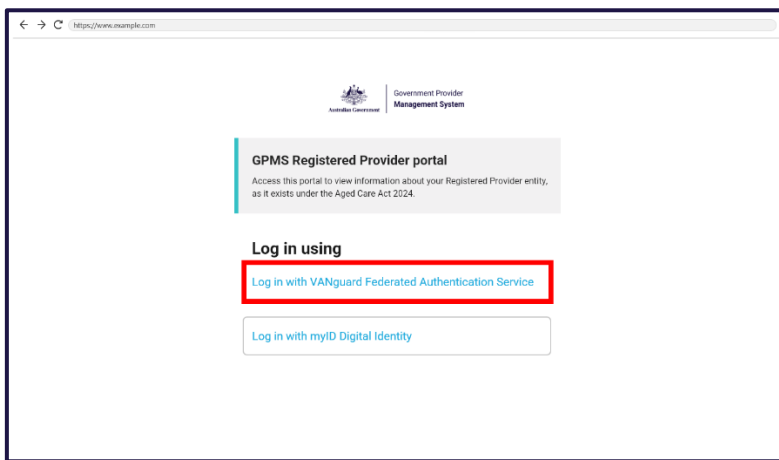 https://www.example.com
Australian Government
Government Provider
Management System
GPMS Registered Provider portal
Access this portal to view information about your Registered Provider entity,
as it exists under the Aged Care Act 2024.
Log in using
Log in with VANguard Federated Authentication Service
Log in with myID Digital Identity